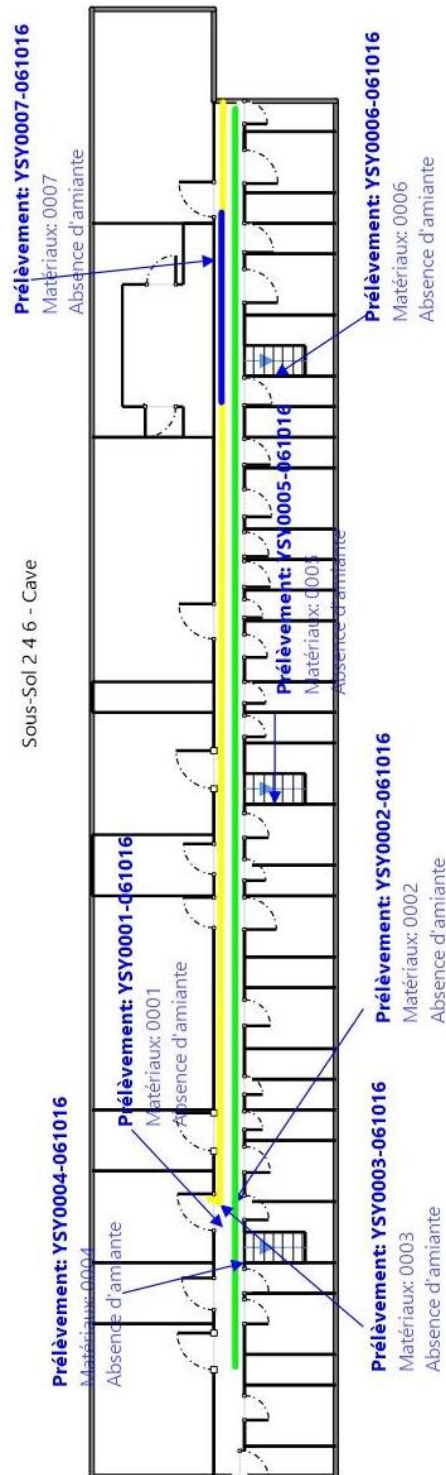 Sous-Sol 2 4 6 - Cave
Prélèvement: YSY0004-061016
Matériaux: 0004
Absence d'amiante
Prélèvement: YSY0001-061016
Matériaux: 0001
Absence d'amiante
Prélèvement: YSY0007-061016
Matériaux: 0007
Absence d'amiante
Prélèvement: YSY0003-061016
Matériaux: 0003
Absence d'amiante
Prélèvement: YSY0002-061016
Matériaux: 0002
Absence d'amiante
Prélèvement: YSY0005-061016
Matériaux: 0005
Absence d'amiante
Prélèvement: YSY0006-061016
Matériaux: 0006
Absence d'amiante